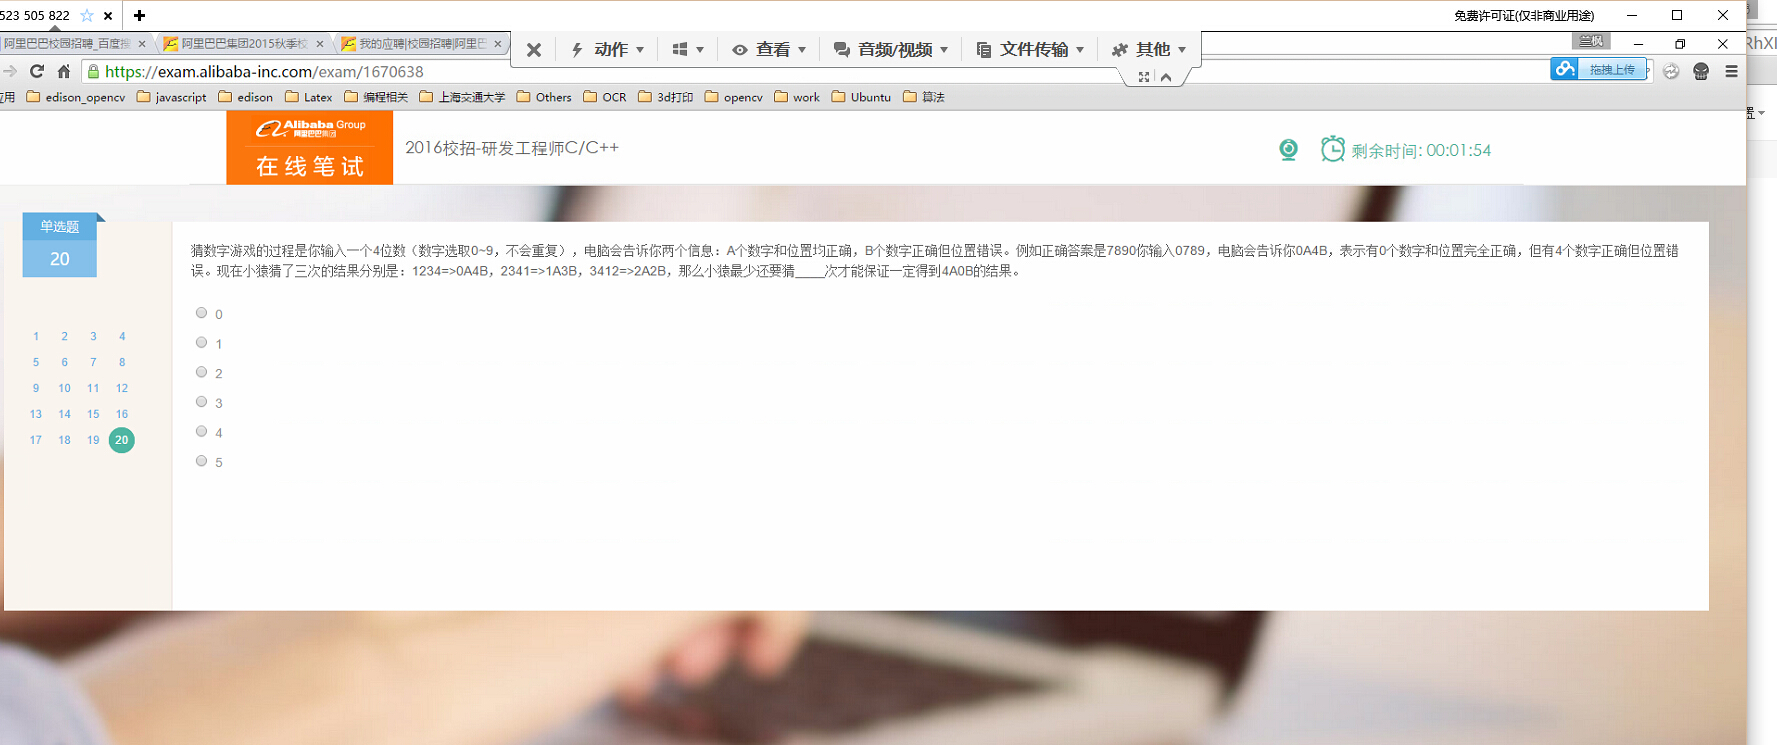 523 505 822
免费许可证(仅非商业用途)
阿里巴巴校园招聘_百度搜
阿里巴巴集团2015秋季校
我的应聘|校园招聘|阿里巴
动作
查看
音频/视频
文件传输
其他
兰枫
RhXI
https://exam.alibaba-inc.com/exam/1670638
拖拽上传
应用
edison_opencv
javascript
edison
Latex
编程相关
上海交通大学
Others
OCR
3d打印
opencv
work
Ubuntu
算法
置
Alibaba Group
阿里巴巴集团
在线笔试
2016校招-研发工程师C/C++
剩余时间: 00:01:54
单选题
20
猜数字游戏的过程是你输入一个4位数（数字选取0~9，不会重复），电脑会告诉你两个信息：A个数字和位置均正确，B个数字正确但位置错误。例如正确答案是7890你输入0789，电脑会告诉你0A4B，表示有0个数字和位置完全正确，但有4个数字正确但位置错
误。现在小猿猜了三次的结果分别是：1234=>0A4B，2341=>1A3B，3412=>2A2B，那么小猿最少还要猜____次才能保证一定得到4A0B的结果。
0
1
2
3
4
5
1 2 3 4
5 6 7 8
9 10 11 12
13 14 15 16
17 18 19 20